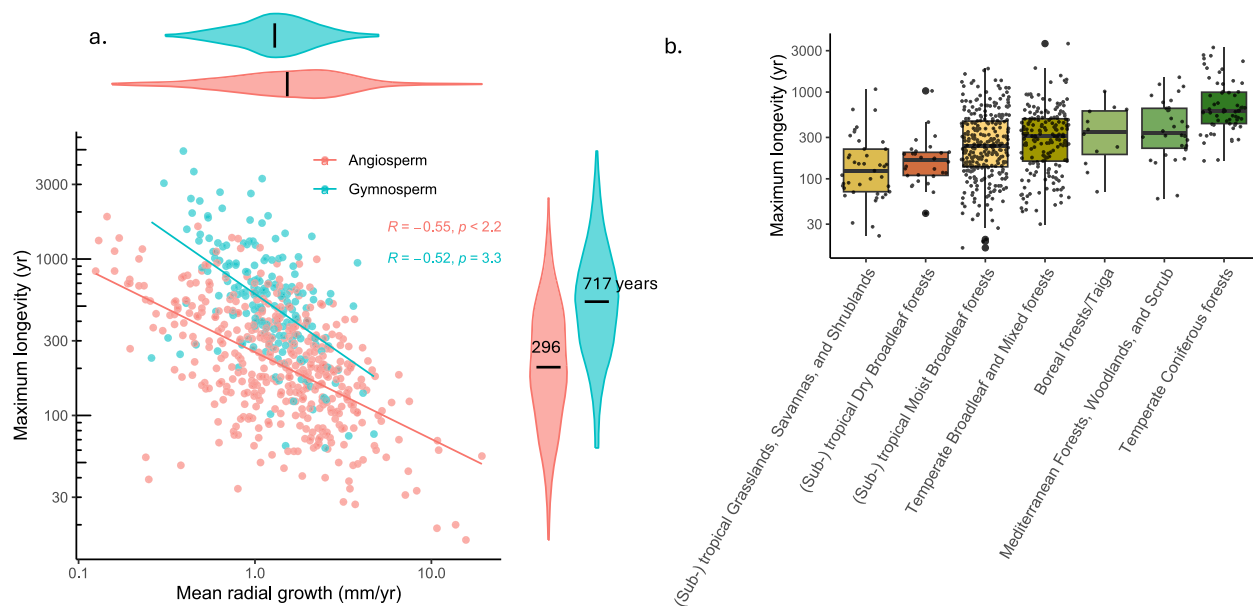 a.
Angiosperm
Gymnosperm
R = −0.55, p < 2.2
R = −0.52, p = 3.3
Maximum longevity (yr)
3000
1000
300
100
30
0.1
1.0
10.0
Mean radial growth (mm/yr)
296
717 years
b.
Maximum longevity (yr)
3000
1000
300
100
30
(Sub-) tropical Grasslands, Savannas, and Shrublands
(Sub-) tropical Dry Broadleaf forests
(Sub-) tropical Moist Broadleaf forests
Temperate Broadleaf and Mixed forests
Boreal forests/Taiga
Mediterranean Forests, Woodlands, and Scrub
Temperate Coniferous forests